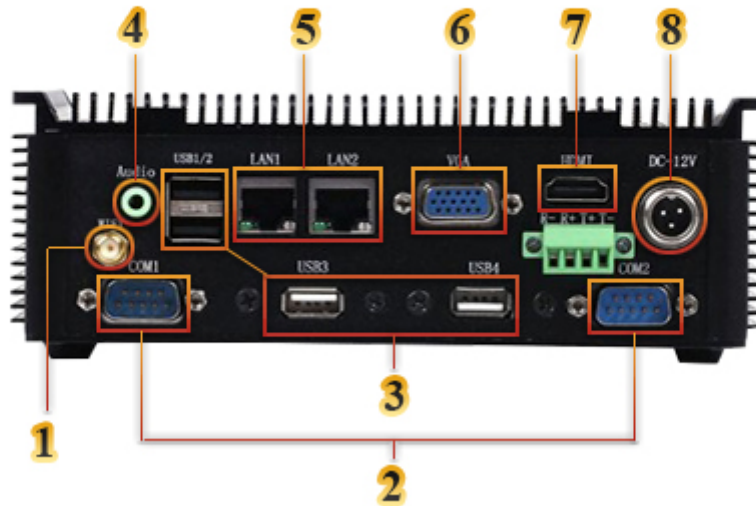 4 5 6 7 8
USB1/2 LAN1 LAN2 VGA HDMI DC-12V
Audio
WIFI
R- R+ T+ T-
COM1 USB3 USB4 COM2
3
1
2